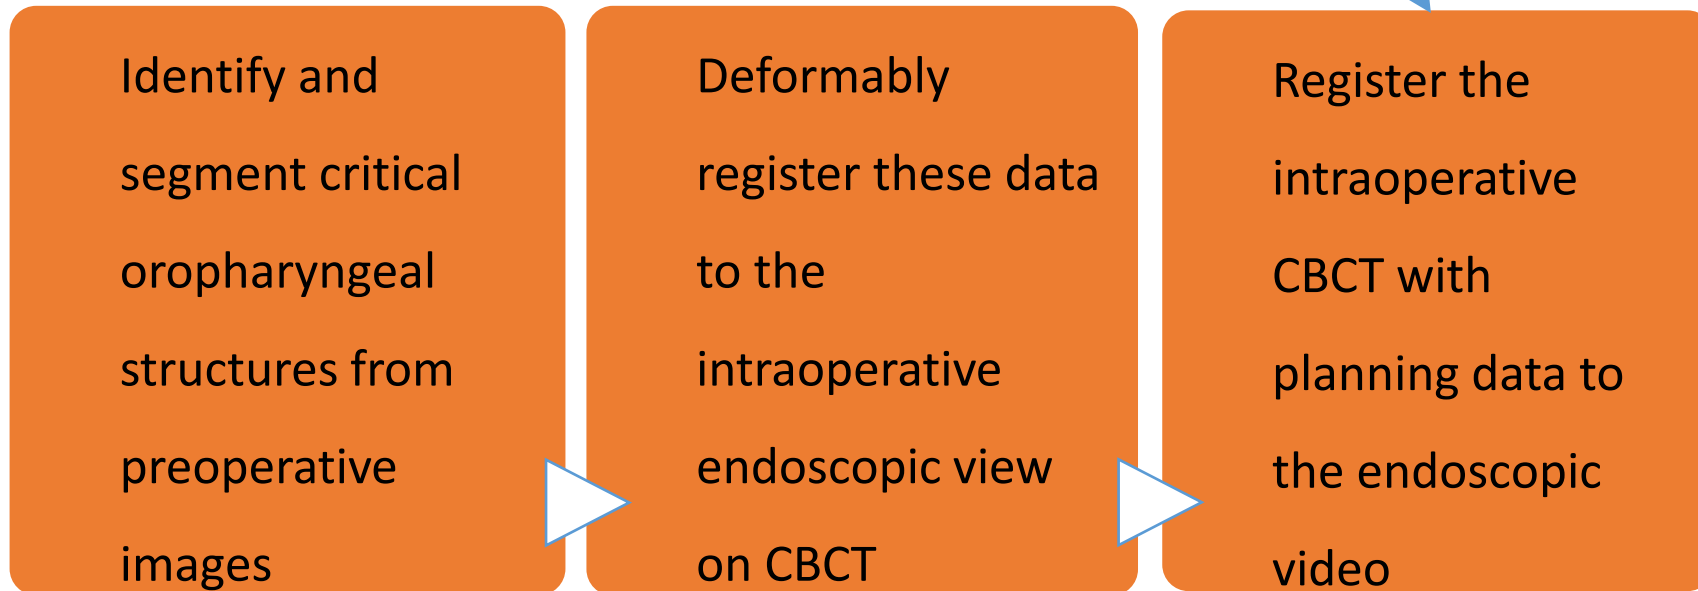 Identify and
segment critical
oropharyngeal
structures from
preoperative
images
Deformably
register these data
to the
intraoperative
endoscopic view
on CBCT
Register the
intraoperative
CBCT with
planning data to
the endoscopic
video